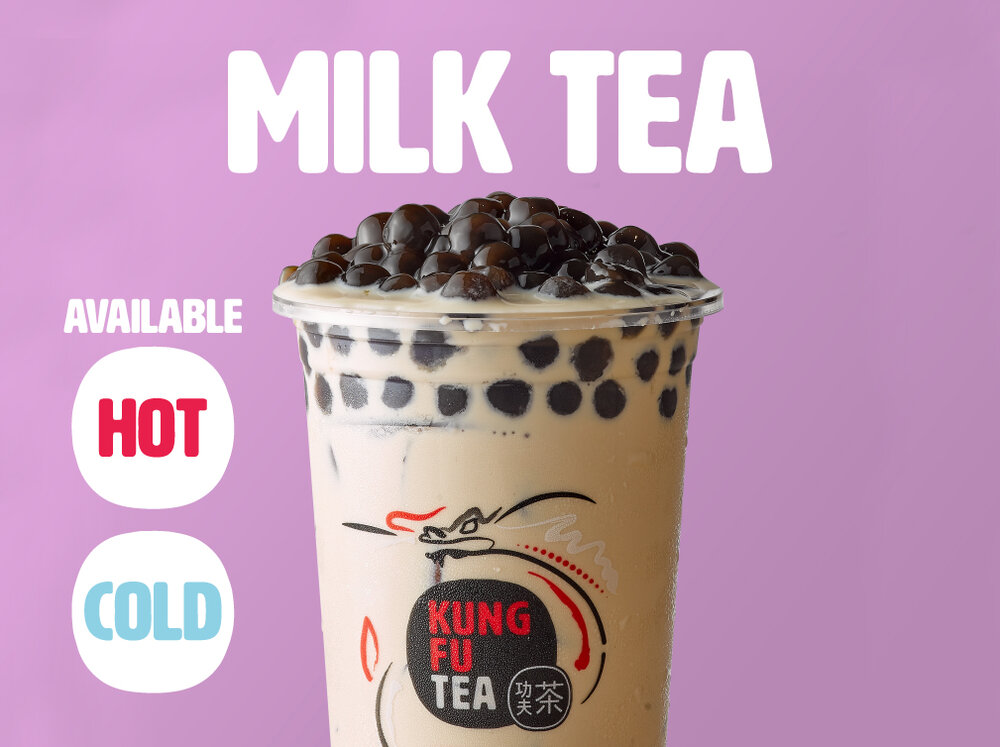 MILK TEA
AVAILABLE
HOT
COLD
KUNG
FU
TEA
功夫茶